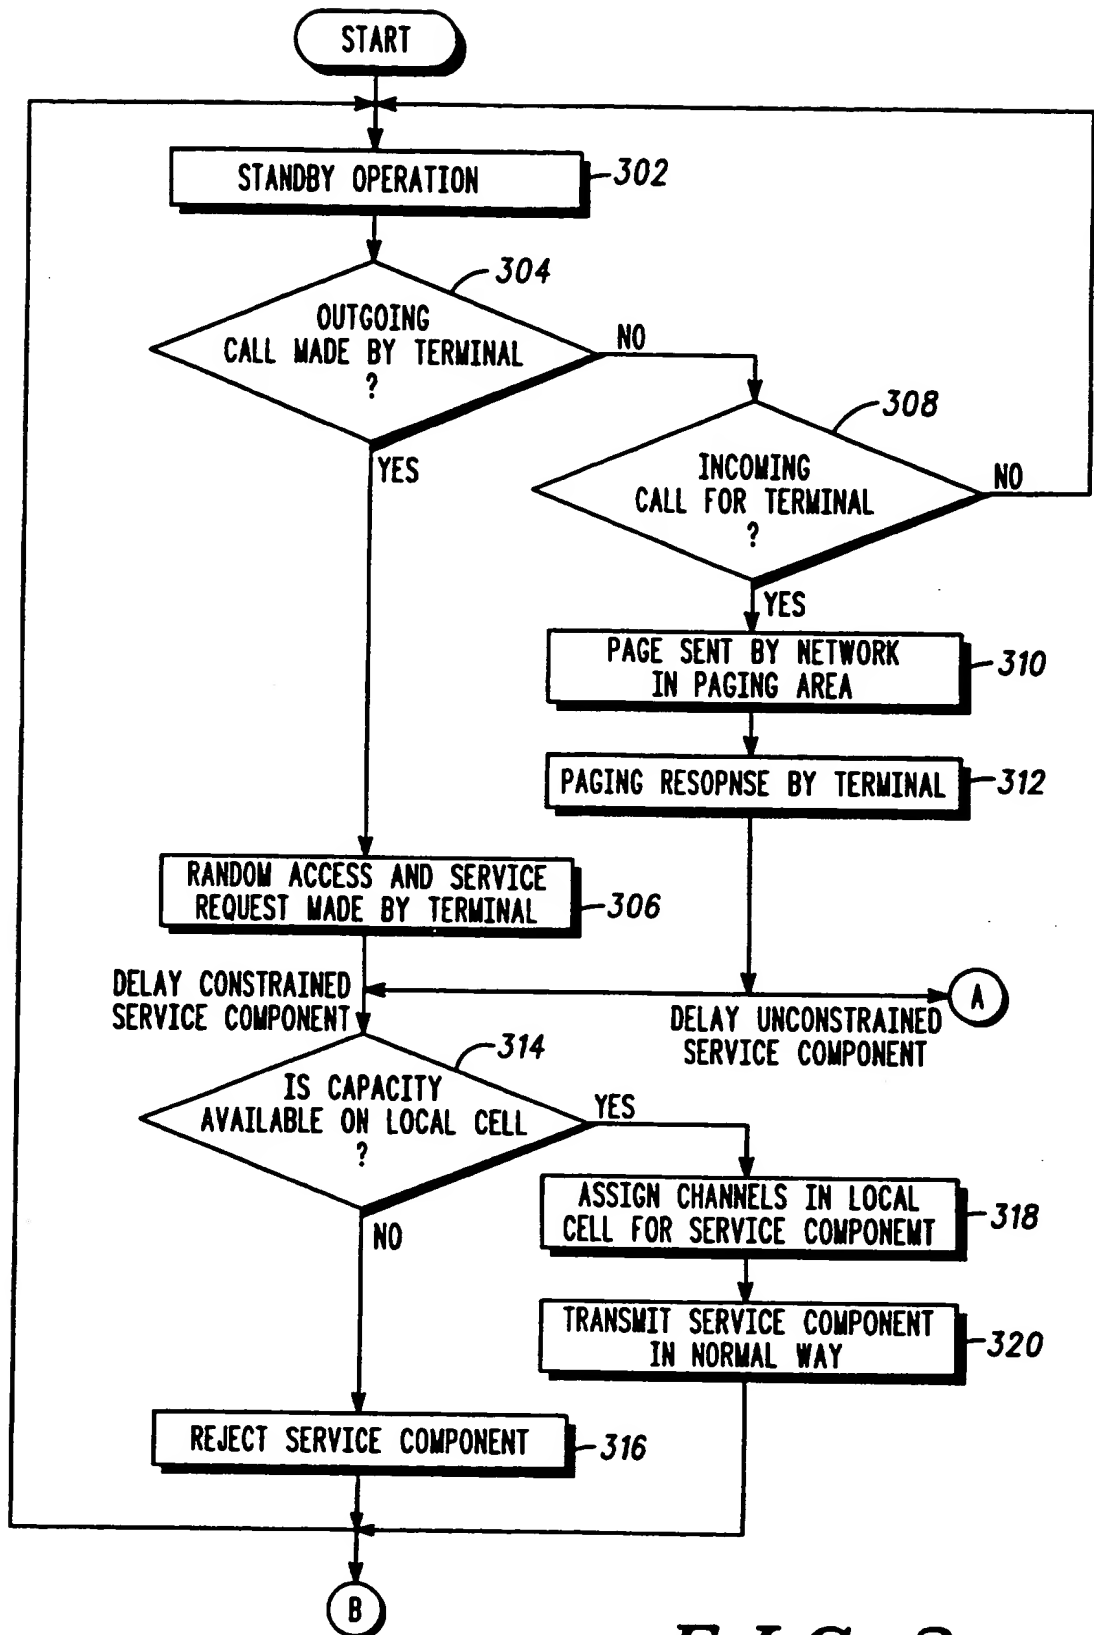 START
STANDBY OPERATION
302
304
OUTGOING
CALL MADE BY TERMINAL
?
NO
YES
308
INCOMING
CALL FOR TERMINAL
?
NO
YES
PAGE SENT BY NETWORK
IN PAGING AREA
310
PAGING RESOPNSE BY TERMINAL
312
RANDOM ACCESS AND SERVICE
REQUEST MADE BY TERMINAL
306
DELAY CONSTRAINED
SERVICE COMPONENT
A
DELAY UNCONSTRAINED
SERVICE COMPONENT
314
IS CAPACITY
AVAILABLE ON LOCAL CELL
?
YES
NO
ASSIGN CHANNELS IN LOCAL
CELL FOR SERVICE COMPONEMT
318
TRANSMIT SERVICE COMPONENT
IN NORMAL WAY
320
REJECT SERVICE COMPONENT
316
B